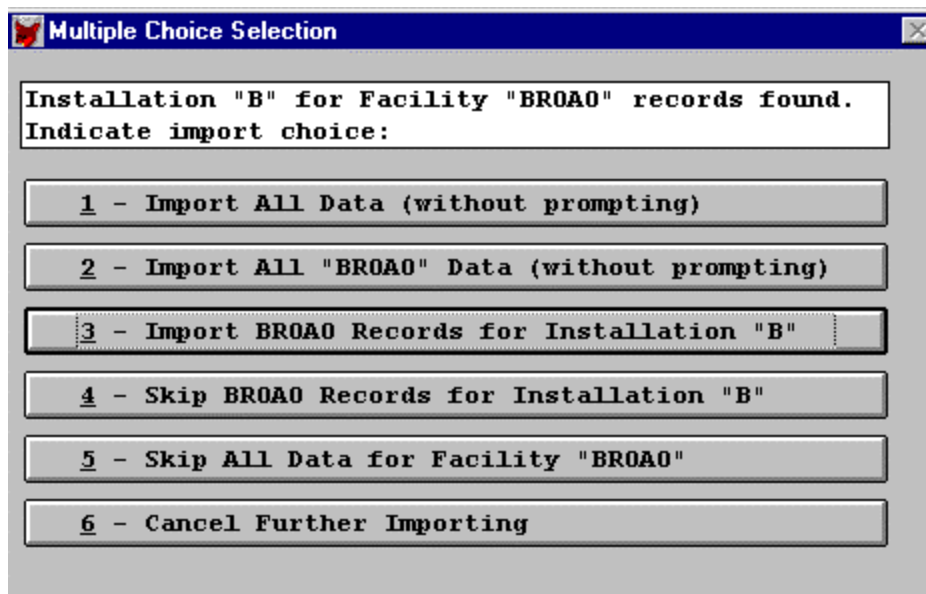 Multiple Choice Selection
Installation "B" for Facility "BROAO" records found.
Indicate import choice:
1 - Import All Data (without prompting)
2 - Import All "BROAO" Data (without prompting)
3 - Import BROAO Records for Installation "B"
4 - Skip BROAO Records for Installation "B"
5 - Skip All Data for Facility "BROAO"
6 - Cancel Further Importing